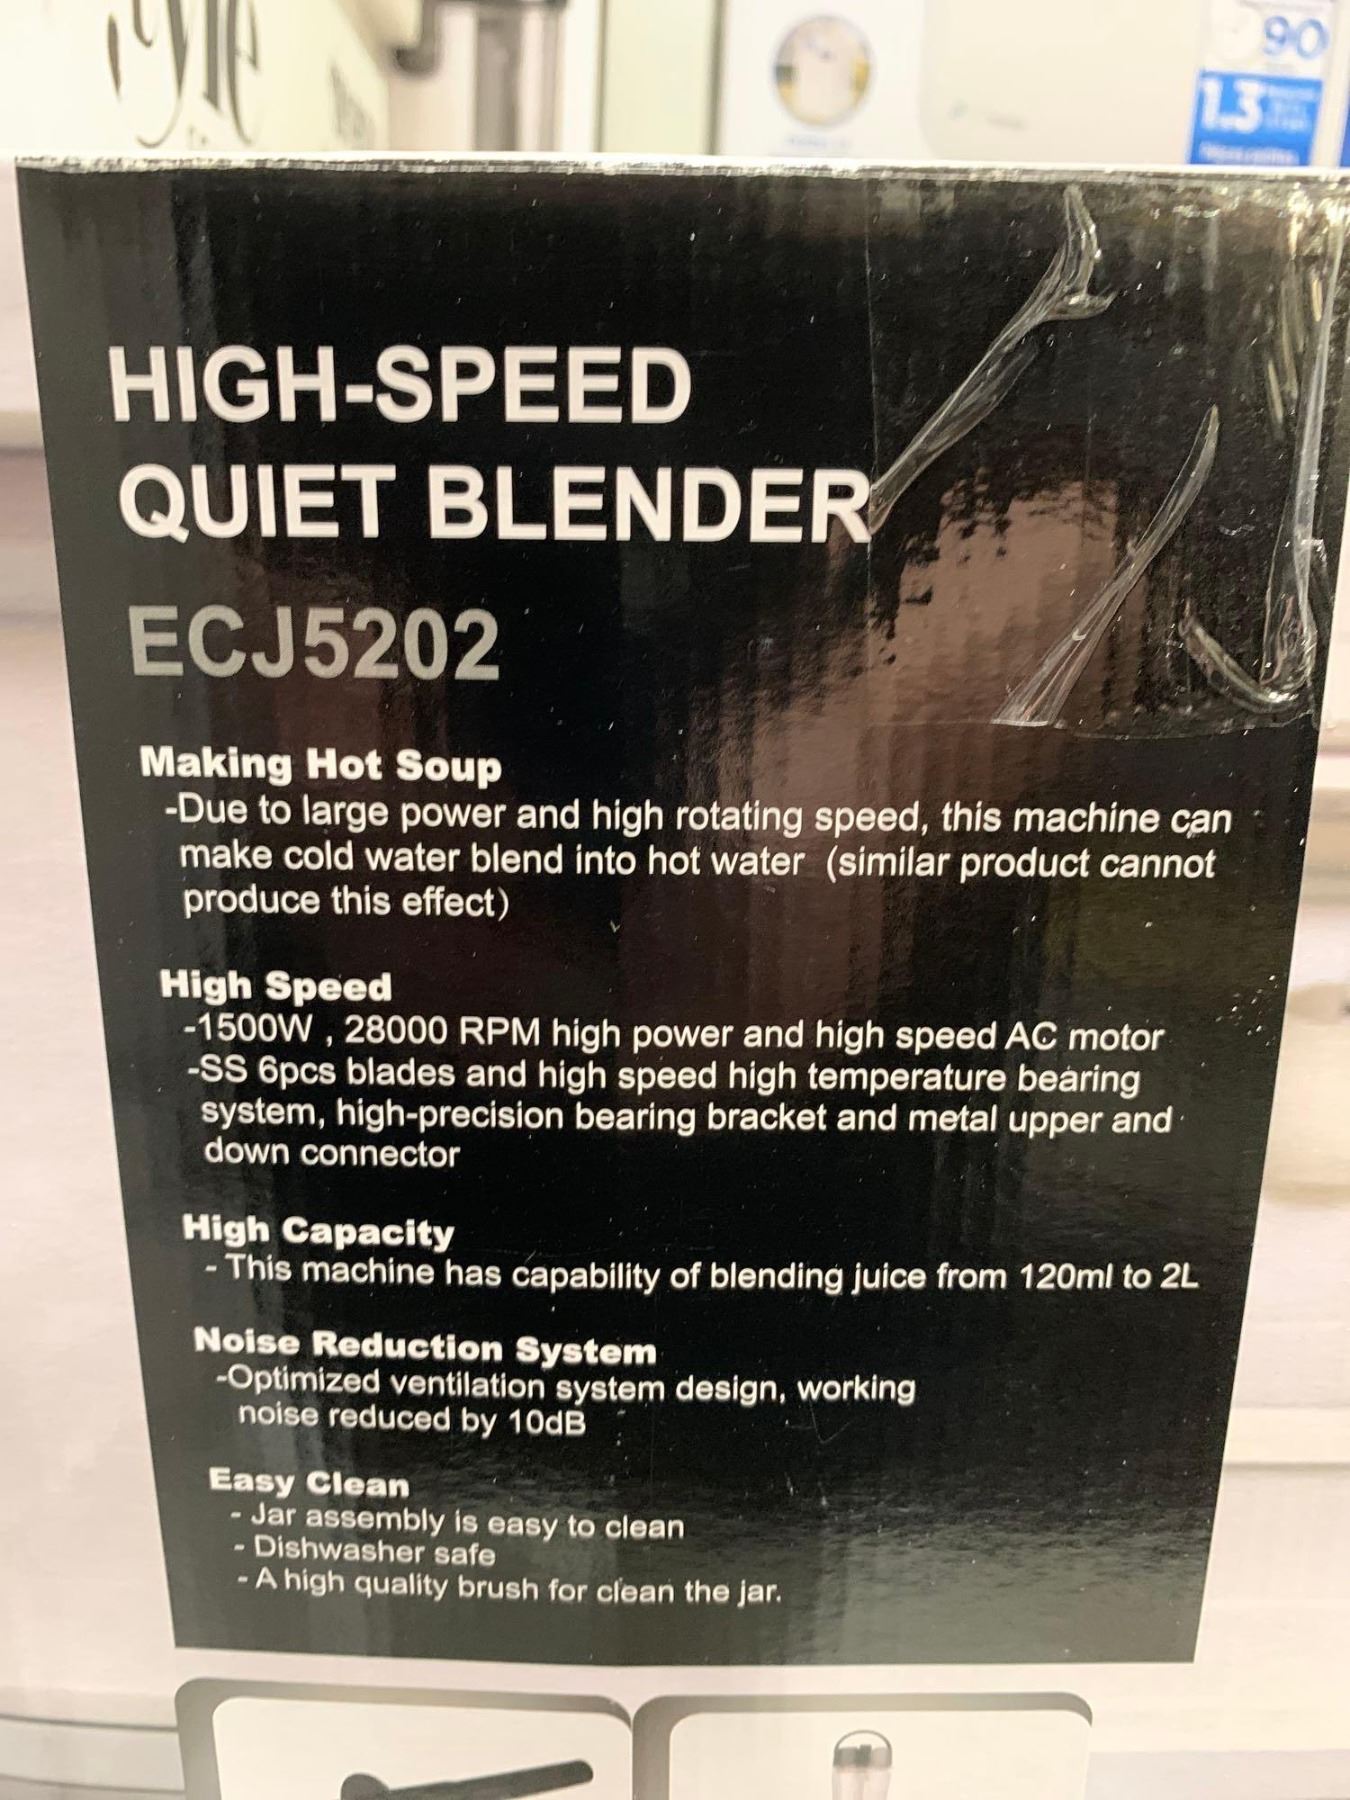 90
1.3
HIGH-SPEED
QUIET BLENDER
ECJ5202
Making Hot Soup
-Due to large power and high rotating speed, this machine can
make cold water blend into hot water (similar product cannot
produce this effect)
High Speed
-1500W , 28000 RPM high power and high speed AC motor
-SS 6pcs blades and high speed high temperature bearing
system, high-precision bearing bracket and metal upper and
down connector
High Capacity
- This machine has capability of blending juice from 120ml to 2L
Noise Reduction System
-Optimized ventilation system design, working
noise reduced by 10dB
Easy Clean
- Jar assembly is easy to clean
- Dishwasher safe
- A high quality brush for clean the jar.